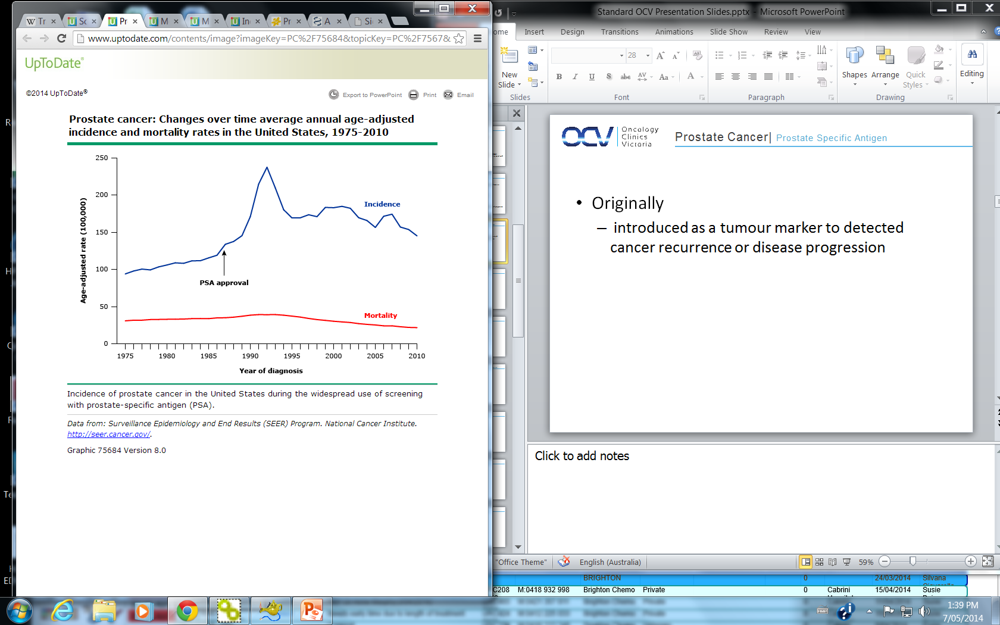 Tr
Sc
Pr
M
M
In
Pr
A
Si
www.uptodate.com/contents/image?imageKey=PC%2F75684&topicKey=PC%2F7567&
UpToDate®
©2014 UpToDate®
Export to PowerPoint Print Email
Prostate cancer: Changes over time average annual age-adjusted
incidence and mortality rates in the United States, 1975-2010
250
200
150
100
50
0
Age-adjusted rate (100,000)
Incidence
PSA approval
Mortality
1975 1980 1985 1990 1995 2000 2005 2010
Year of diagnosis
Incidence of prostate cancer in the United States during the widespread use of screening
with prostate-specific antigen (PSA).
Data from: Surveillance Epidemiology and End Results (SEER) Program. National Cancer Institute.
http://seer.cancer.gov/.
Graphic 75684 Version 8.0
Standard OCV Presentation Slides.pptx - Microsoft PowerPoint
ome Insert Design Transitions Animations Slide Show Review View
New
Slide
Slides
28
B I U S abc AV Aa A
Font
Paragraph
Shapes Arrange Quick
Styles
Drawing
Editing
OCV Oncology
Clinics
Victoria
Prostate Cancer| Prostate Specific Antigen
• Originally
– introduced as a tumour marker to detected
cancer recurrence or disease progression
Click to add notes
"Office Theme" English (Australia) 59%
BRIGHTON 0 24/03/2014 Silvana
C208 M:0418 932 998 Brighton Chemo Private 0 Cabrini 15/04/2014 Susie
1:39 PM
7/05/2014